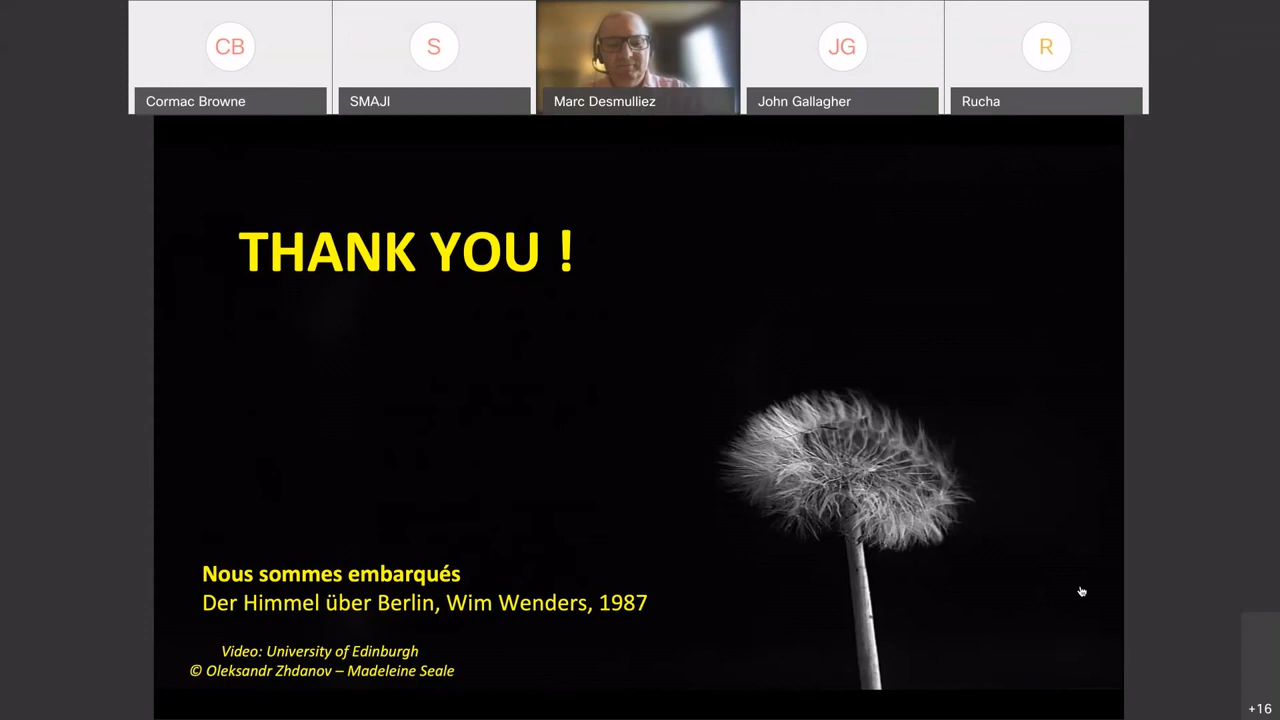 CB
S
JG
R
Cormac Browne
SMAJI
Marc Desmulliez
John Gallagher
Rucha
THANK YOU !
Nous sommes embarqués
Der Himmel über Berlin, Wim Wenders, 1987
Video: University of Edinburgh
© Oleksandr Zhdanov – Madeleine Seale
+16